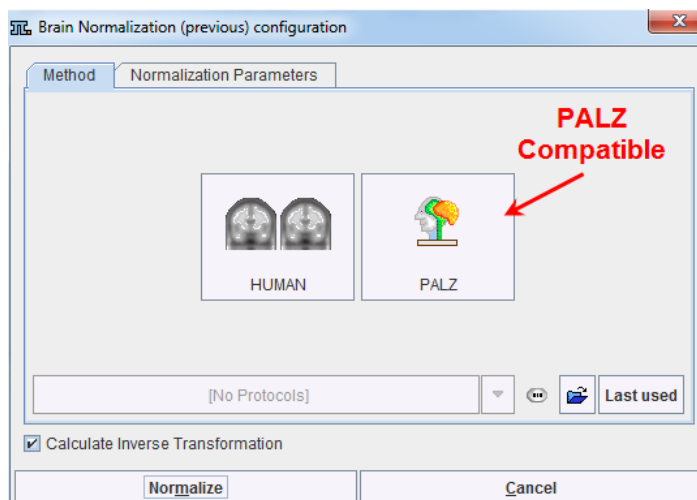 Brain Normalization (previous) configuration
Method
Normalization Parameters
PALZ
Compatible
HUMAN
PALZ
[No Protocols]
Last used
Calculate Inverse Transformation
Normalize
Cancel